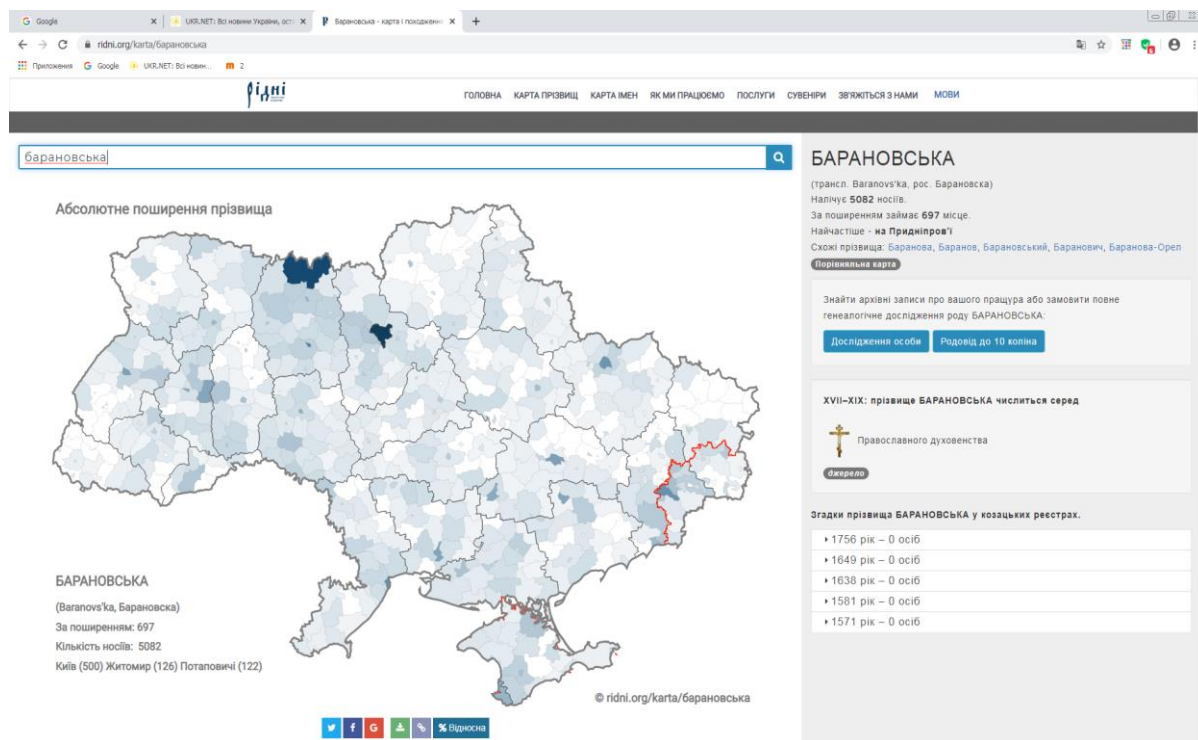 Google
UKR.NET: Всі новини України, ост
Барановська - карта і походженн
ridni.org/karta/барановська
Приложения
Google
UKR.NET: Всі новин...
2
рідні
ГОЛОВНА
КАРТА ПРІЗВИЩ
КАРТА ІМЕН
ЯК МИ ПРАЦЮЄМО
ПОСЛУГИ
СУВЕНІРИ
ЗВ'ЯЖІТЬСЯ З НАМИ
МОВИ
барановська
Абсолютне поширення прізвища
БАРАНОВСЬКА
(Baranovs'ka, Барановска)
За поширенням: 697
Кількість носіїв: 5082
Київ (500) Житомир (126) Потаповичі (122)
© ridni.org/karta/барановська
% Відносна
БАРАНОВСЬКА
(трансл. Baranovs'ka, рос. Барановска)
Налічує 5082 носіїв.
За поширенням займає 697 місце.
Найчастіше - на Придніпров'ї
Схожі прізвища: Баранова, Баранов, Барановський, Баранович, Баранова-Орел
Порівняльна карта
Знайти архівні записи про вашого пращура або замовити повне
генеалогічне дослідження роду БАРАНОВСЬКА:
Дослідження особи
Родовід до 10 коліна
XVII–XIX: прізвище БАРАНОВСЬКА числиться серед
Православного духовенства
джерело
Згадки прізвища БАРАНОВСЬКА у козацьких реєстрах.
1756 рік – 0 осіб
1649 рік – 0 осіб
1638 рік – 0 осіб
1581 рік – 0 осіб
1571 рік – 0 осіб